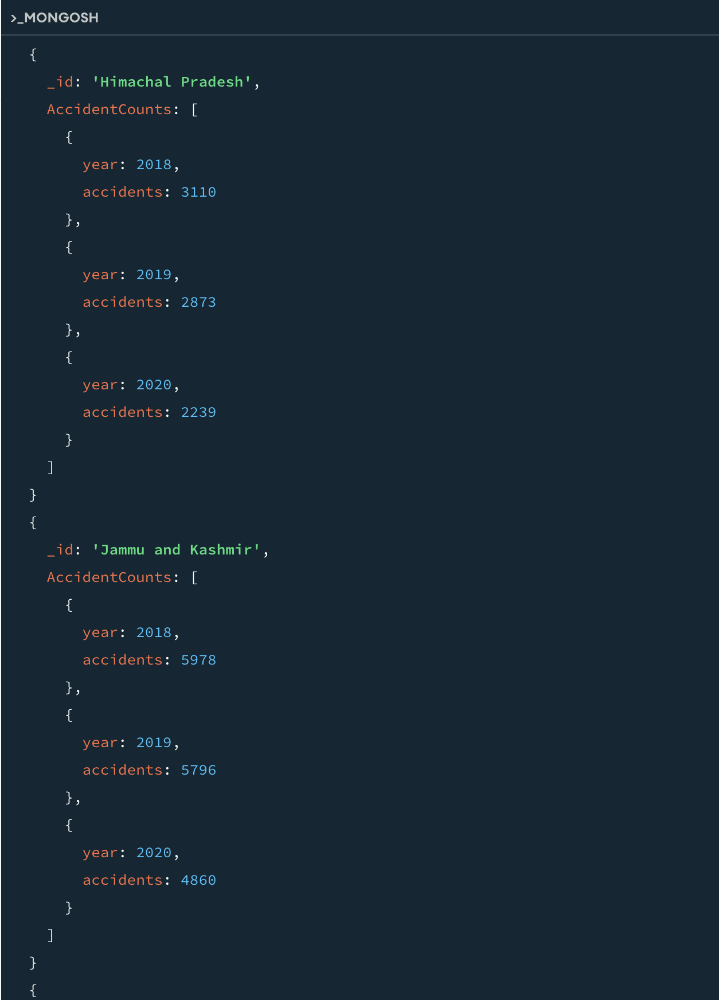 >_MONGOSH
{
_id: 'Himachal Pradesh',
AccidentCounts: [
{
year: 2018,
accidents: 3110
},
{
year: 2019,
accidents: 2873
},
{
year: 2020,
accidents: 2239
}
]
}
{
_id: 'Jammu and Kashmir',
AccidentCounts: [
{
year: 2018,
accidents: 5978
},
{
year: 2019,
accidents: 5796
},
{
year: 2020,
accidents: 4860
}
]
}
{